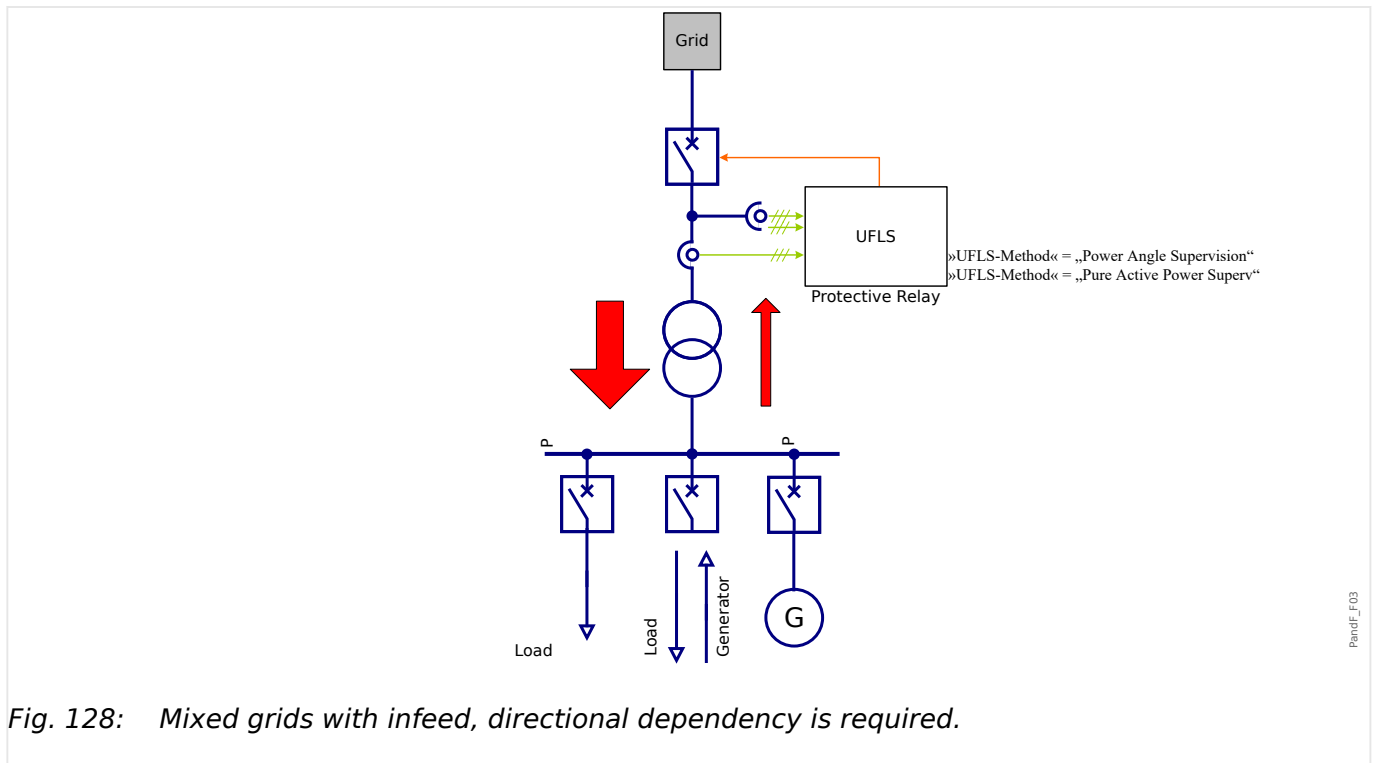 Grid
UFLS
»UFLS-Method« = „Power Angle Supervision“
»UFLS-Method« = „Pure Active Power Superv“
Protective Relay
P
P
Load
Load
Generator
G
PandF_F03
Fig. 128: Mixed grids with infeed, directional dependency is required.